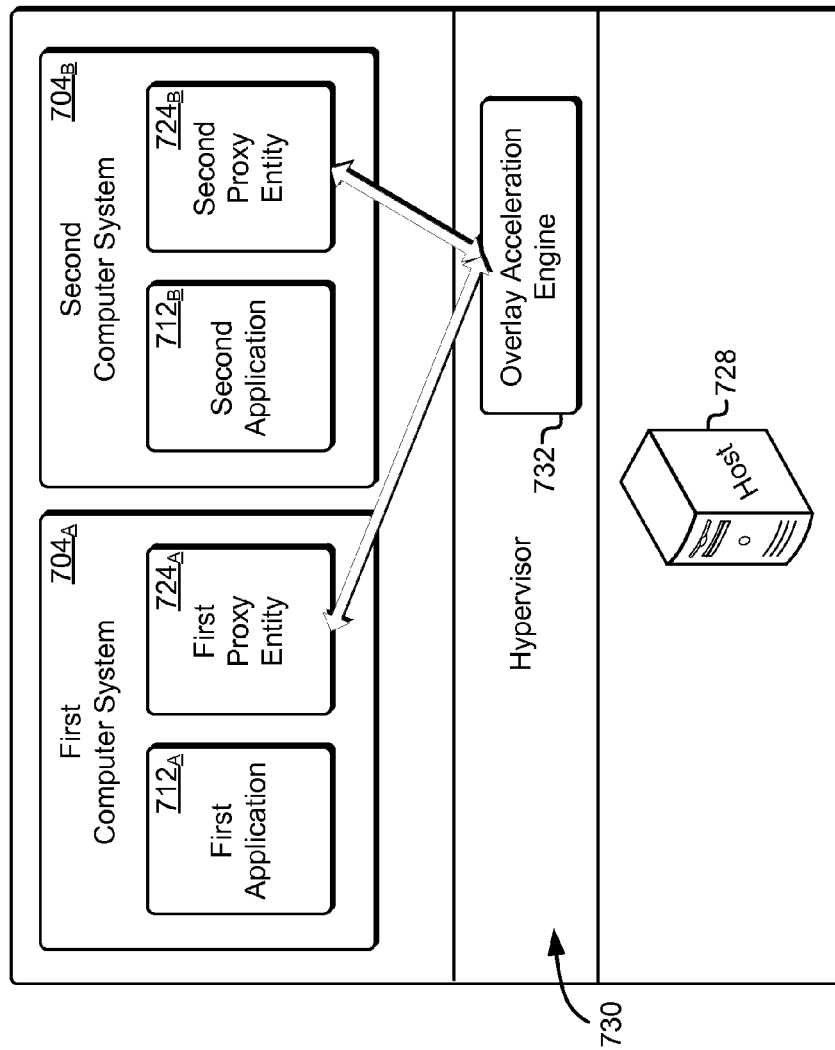 First
Computer System
704A
712A
First
Application
724A
First
Proxy
Entity
Second
Computer System
704B
712B
Second
Application
724B
Second
Proxy
Entity
Hypervisor
730
Overlay Acceleration
Engine
732
Host
728